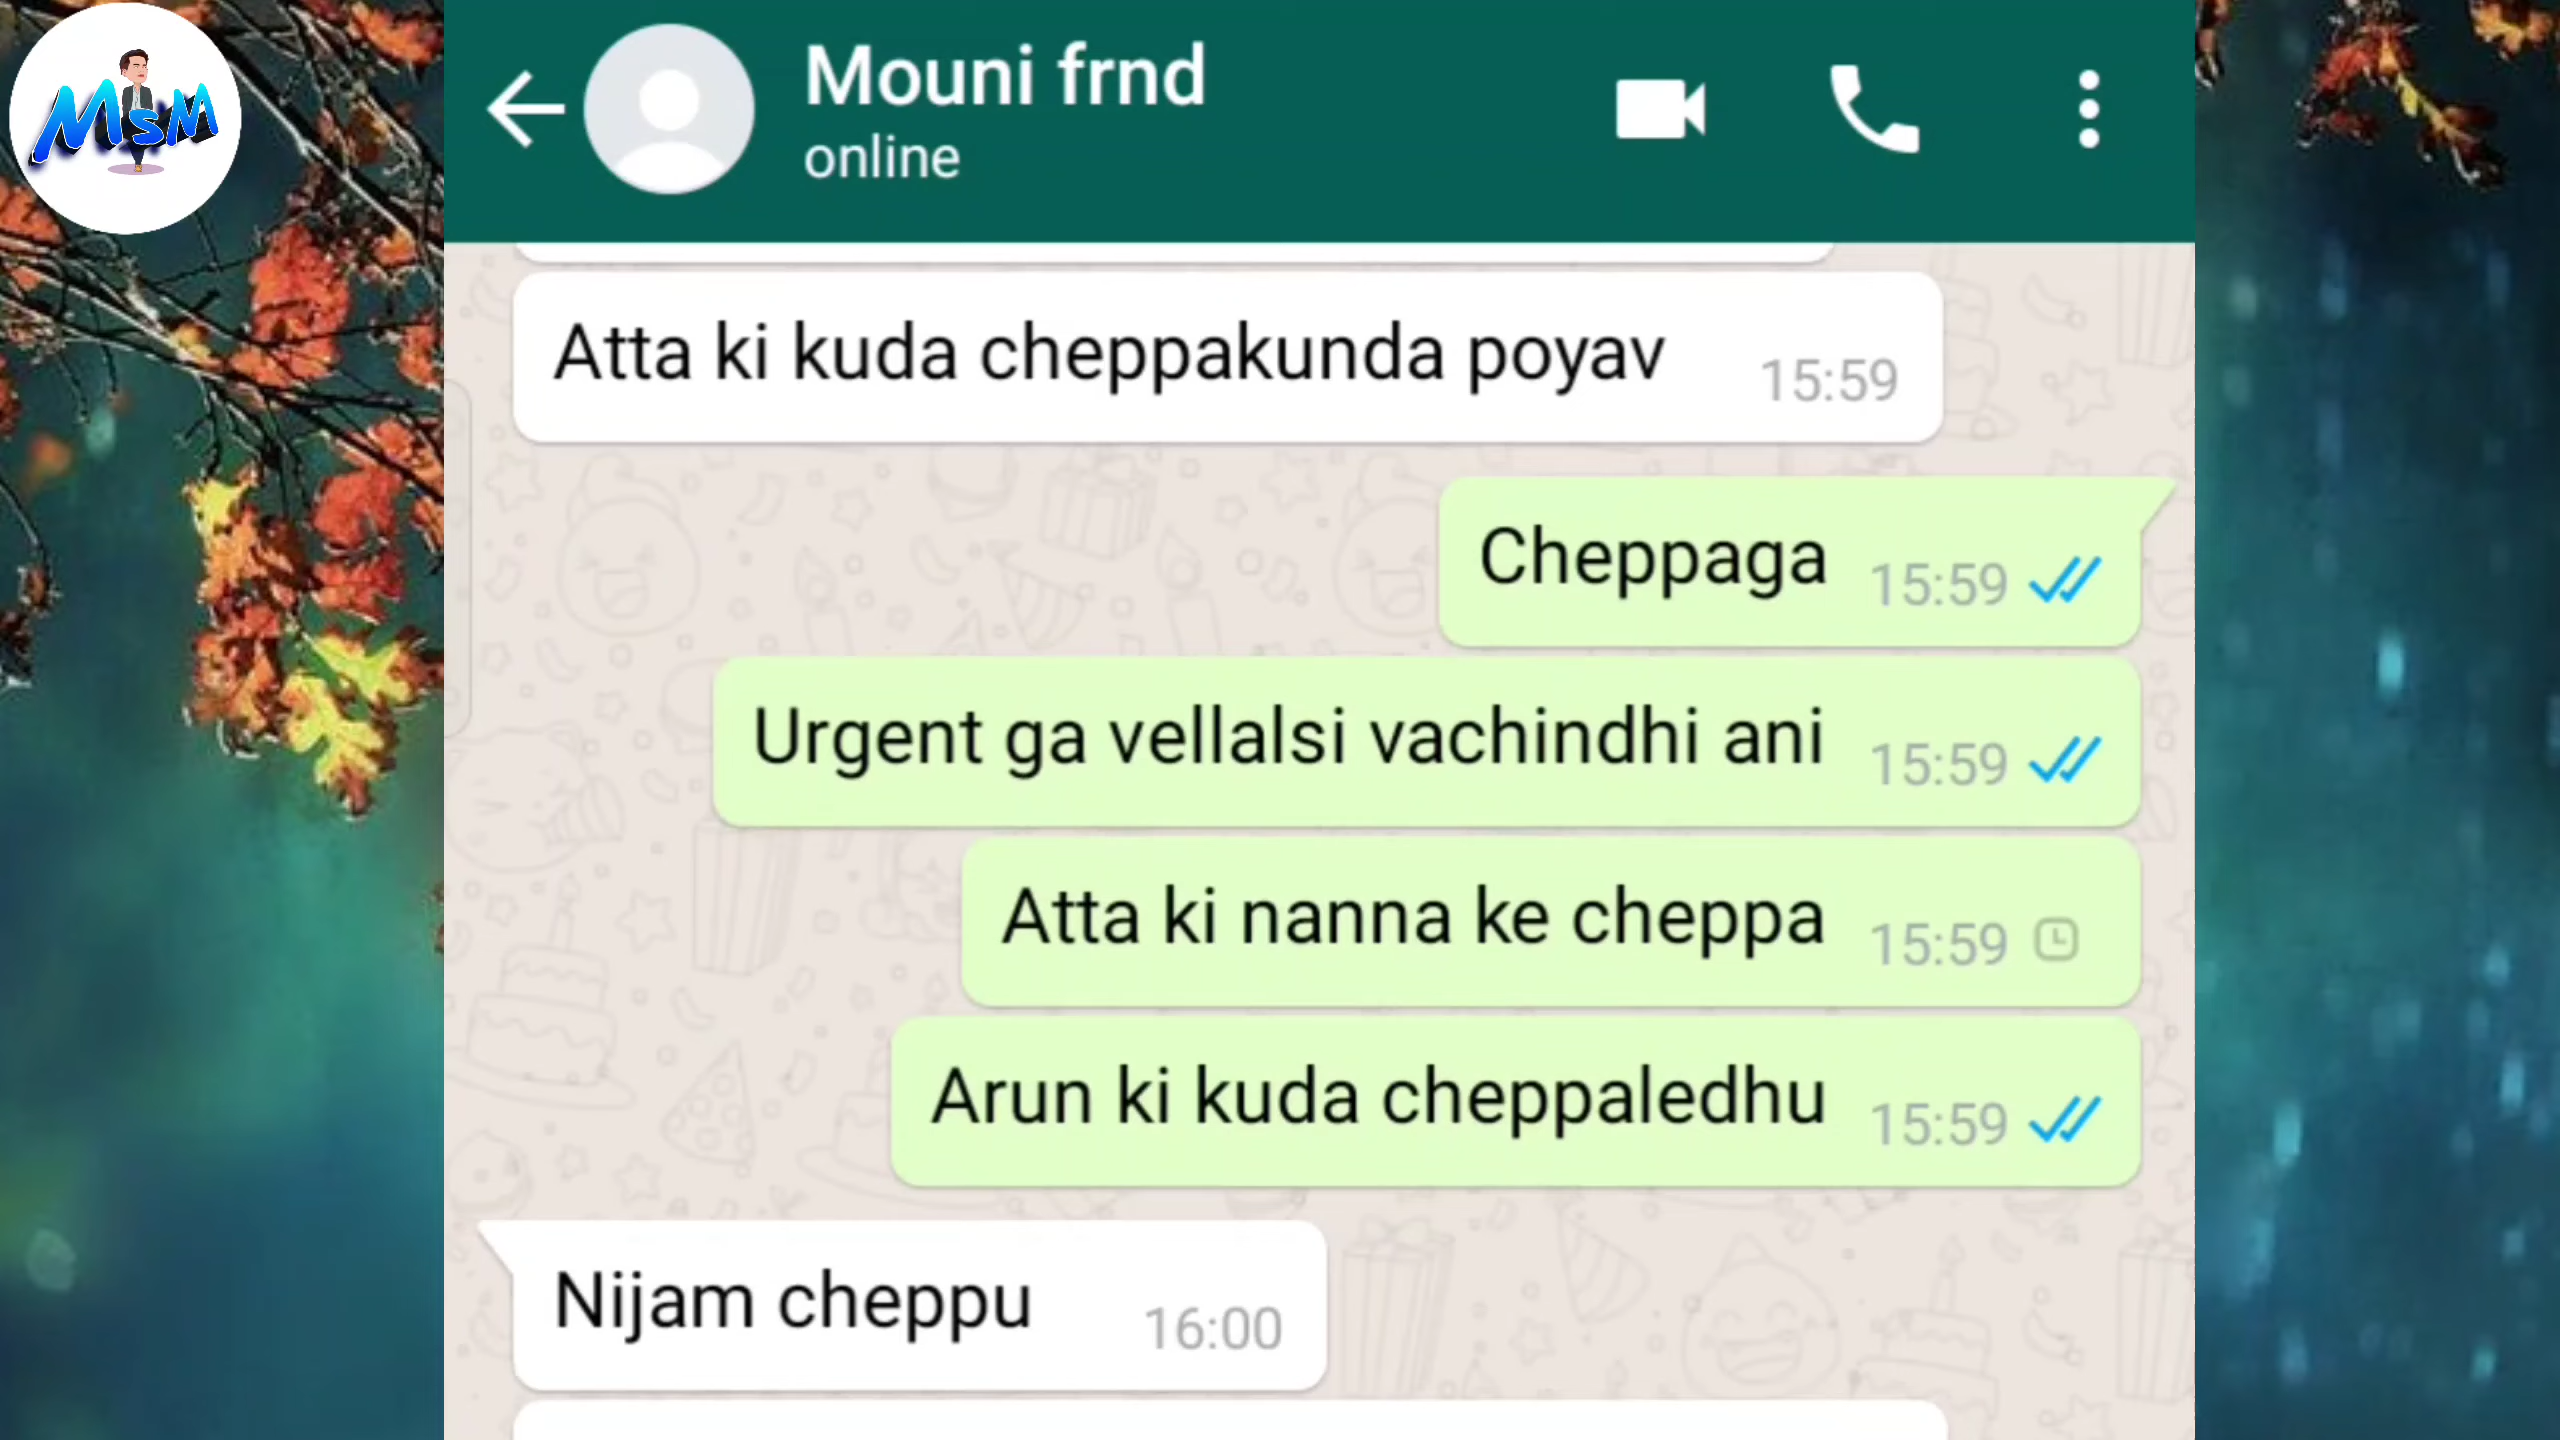 MSM
Mouni frnd
online
Atta ki kuda cheppakunda poyav 15:59
Cheppaga 15:59
Urgent ga vellalsi vachindhi ani 15:59
Atta ki nanna ke cheppa 15:59
Arun ki kuda cheppaledhu 15:59
Nijam cheppu 16:00